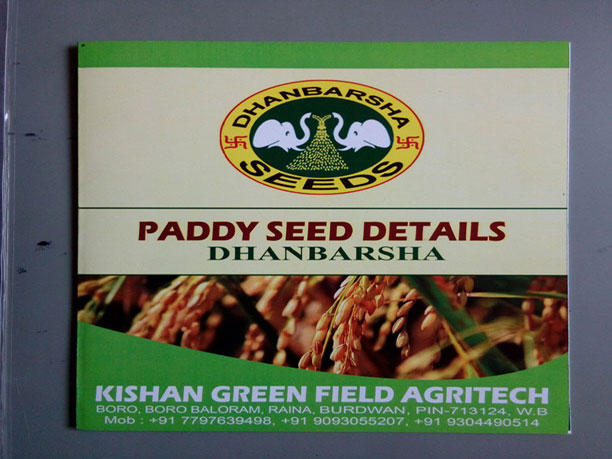 DHANBARSHA
SEEDS
PADDY SEED DETAILS
DHANBARSHA
KISHAN GREEN FIELD AGRITECH
BORO, BORO BALORAM, RAINA, BURDWAN, PIN-713124, W.B
Mob : +91 7797639498, +91 9093055207, +91 9304490514